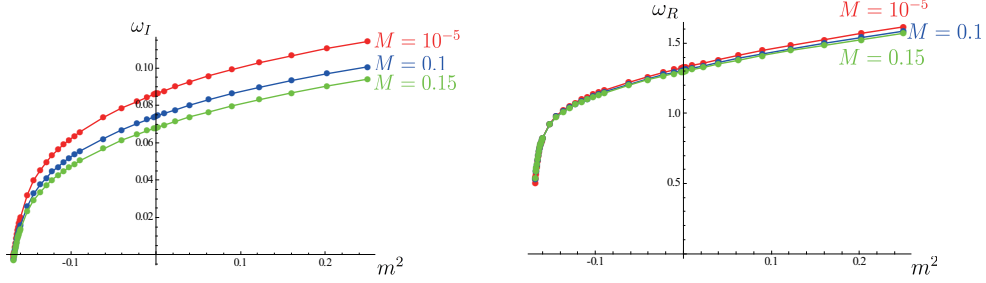 ω_I
M = 10^{-5}
M = 0.1
M = 0.15
0.10
0.08
0.06
0.04
0.02
-0.1
0.1
0.2
m^2
ω_R
M = 10^{-5}
M = 0.1
M = 0.15
1.5
1.0
0.5
-0.1
0.1
0.2
m^2